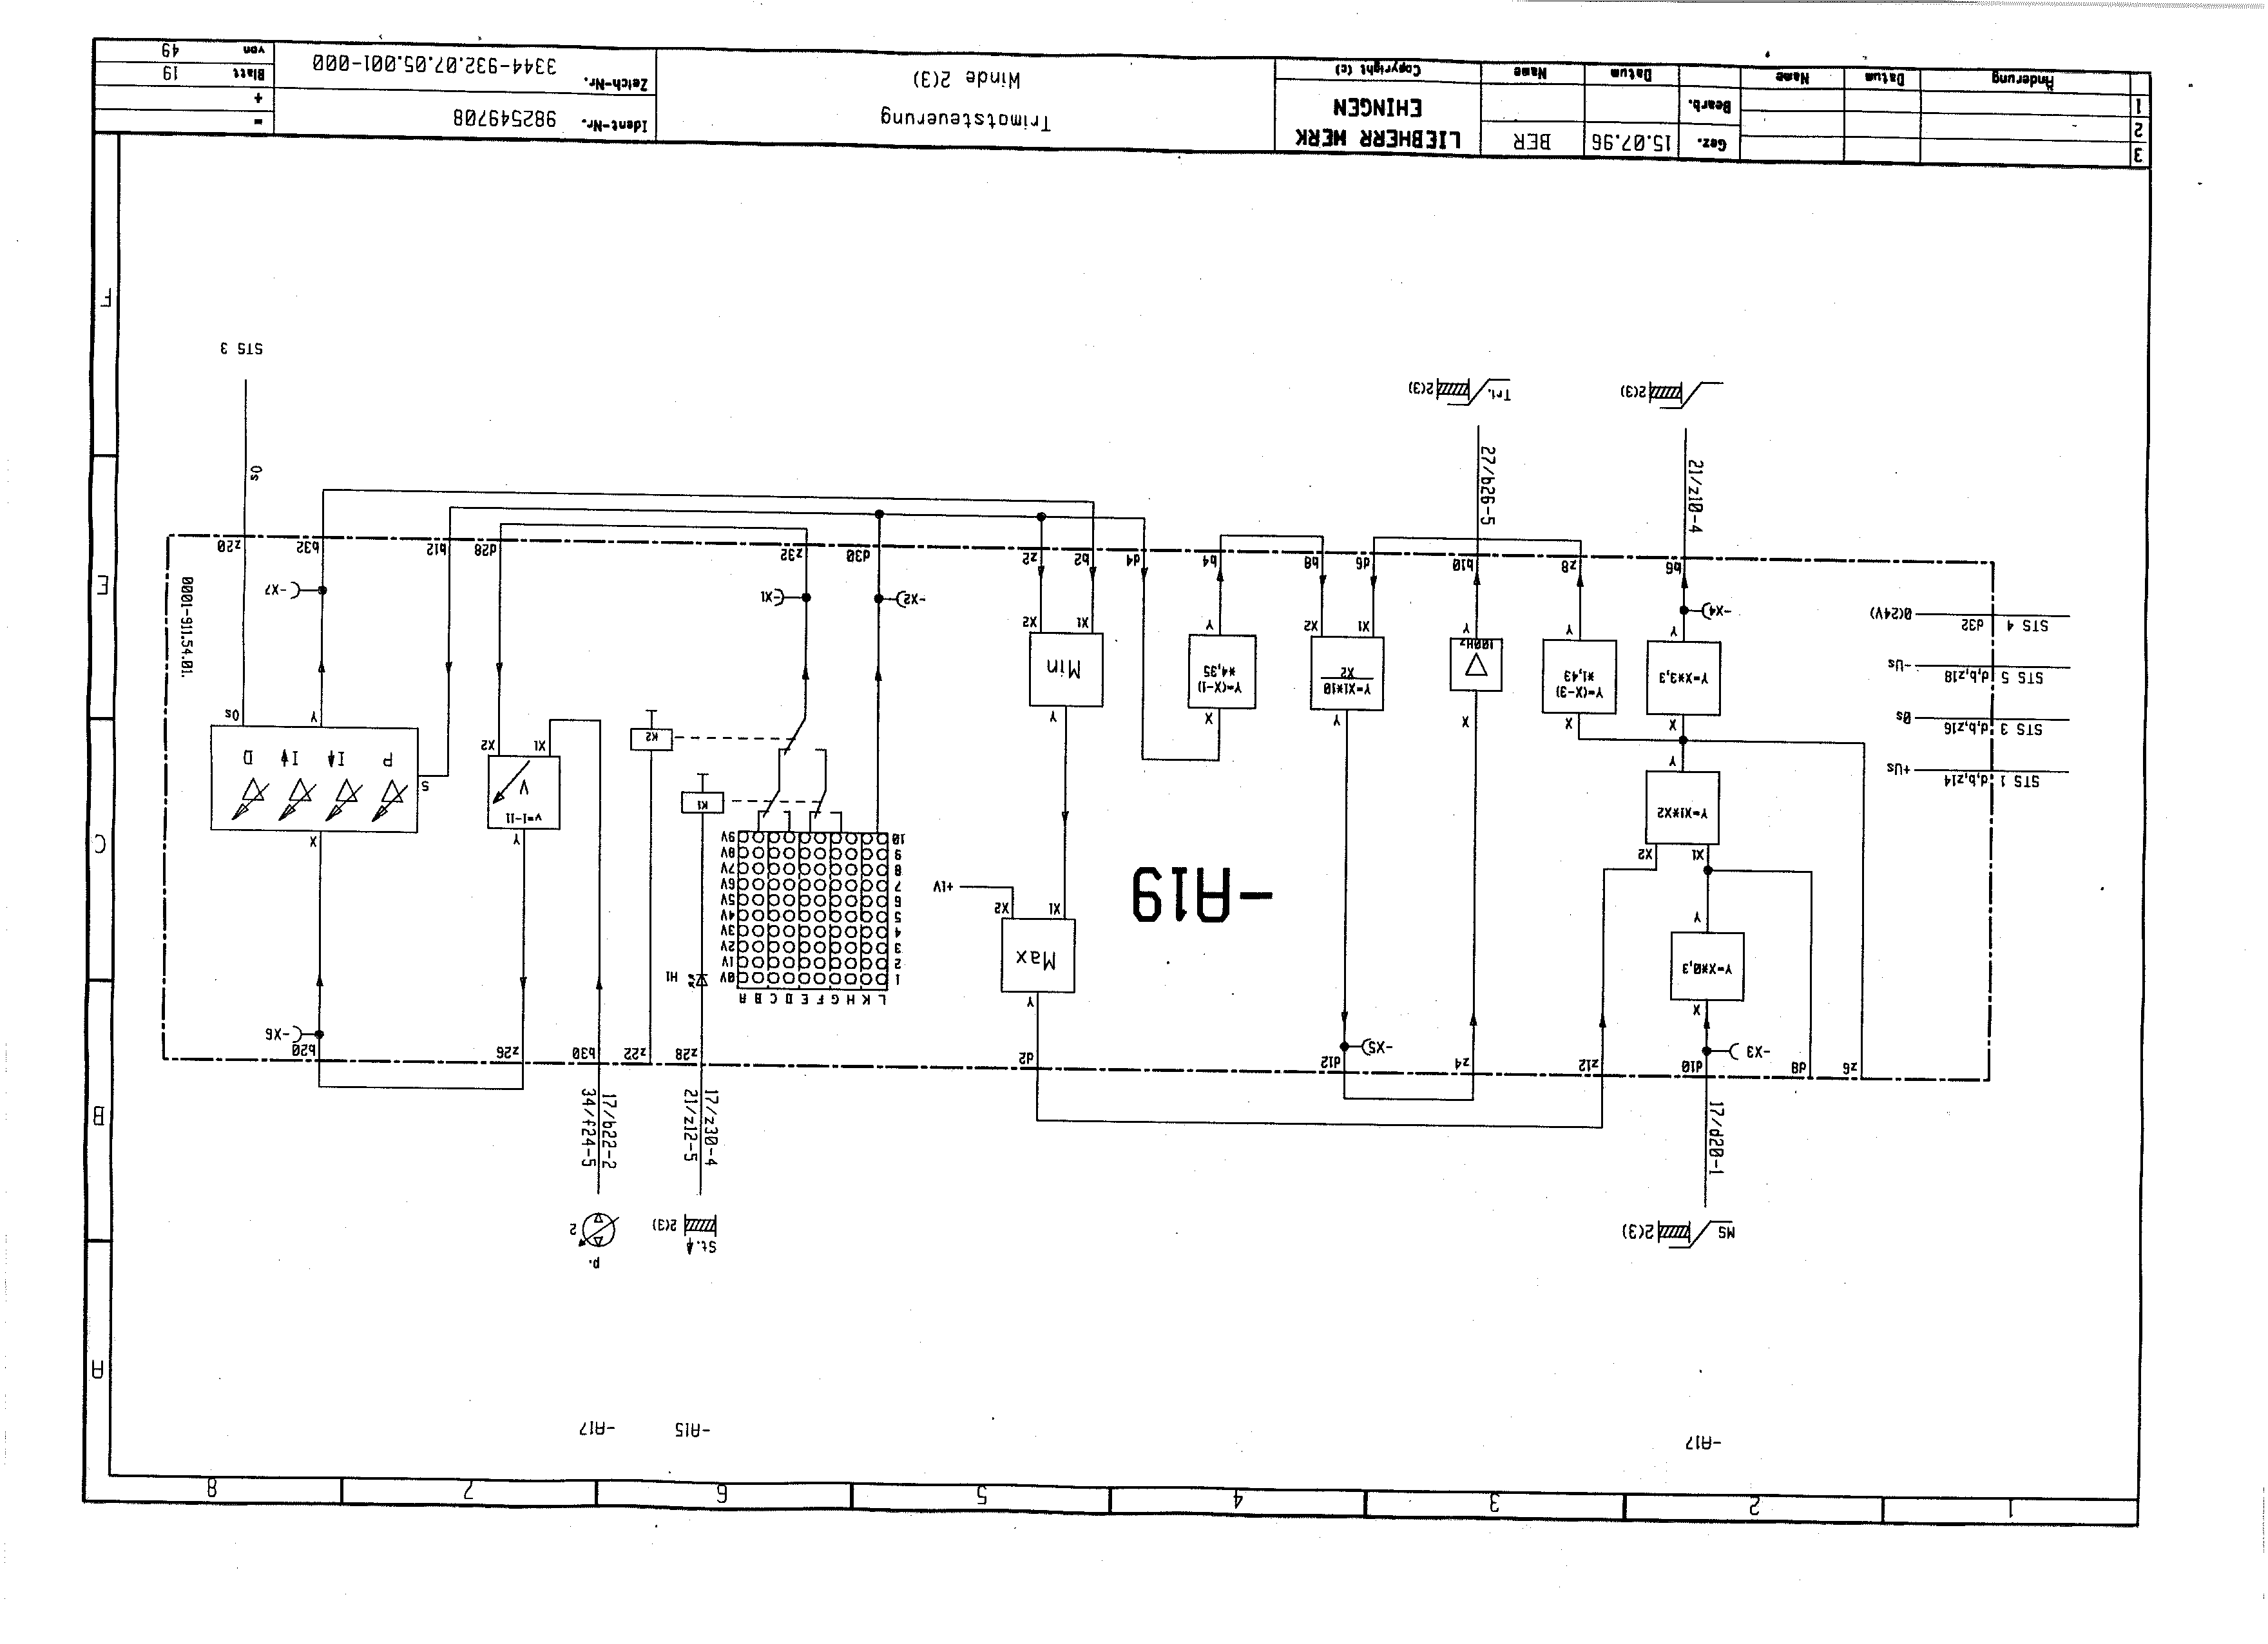 1 2 3 4 5 6 7 8
-A17 -A15 -A17
A
B
C
E
F
MS 2(3)
St. 2(3)
p.
2
17/d20-1
17/z30-4
21/z12-5
17/b22-2
34/f24-5
z6 d8 d10 z12 z4 d12 d2 z28 z22 b30 z26 b20
-X3
-X5
-X6
X
Y=X*0,3
Y
X1 X2
Y=X1*X2
Y
-A19
Y
Max
X1 X2
+1V
L K H G F E D C B A
1 0V
2 1V
3 2V
4 3V
5 4V
6 5V
7 6V
8 7V
9 8V
10 9V
H1
K1
K2
Y
v=1-11
V
X1 X2
X
P I I D
S
Y 0s
STS 1 d,b,z14 +Us
STS 3 d,b,z16 0s
STS 5 d,b,z18 -Us
STS 4 d32 0(24V)
X
Y=X*3,3
Y
X
Y=(X-3)
*1,43
Y
X
100Hz
Y
Y
Y=X1*10
X2
X1 X2
X
Y=(X-1)
*4,35
Y
Y
Min
X1 X2
-X4
-X2
-X1
-X7
0001-911.54.01.
b6 z8 b10 d6 b8 b4 d4 b2 z2 d30 z32 d28 b12 b32 z20
21/z10-4
27/b26-5
0s
2(3)
Tri. 2(3)
STS 3
3
2
1
Änderung Datum Name
Gez. 15.07.96 BER
Bearb.
Datum Name
LIEBHERR WERK
EHINGEN
Copyright (c)
Trimotsteuerung
Winde 2(3)
Ident-Nr. 982549708
Zeich-Nr. 3344-932.07.05.001-000
=
+
Blatt 19
von 49